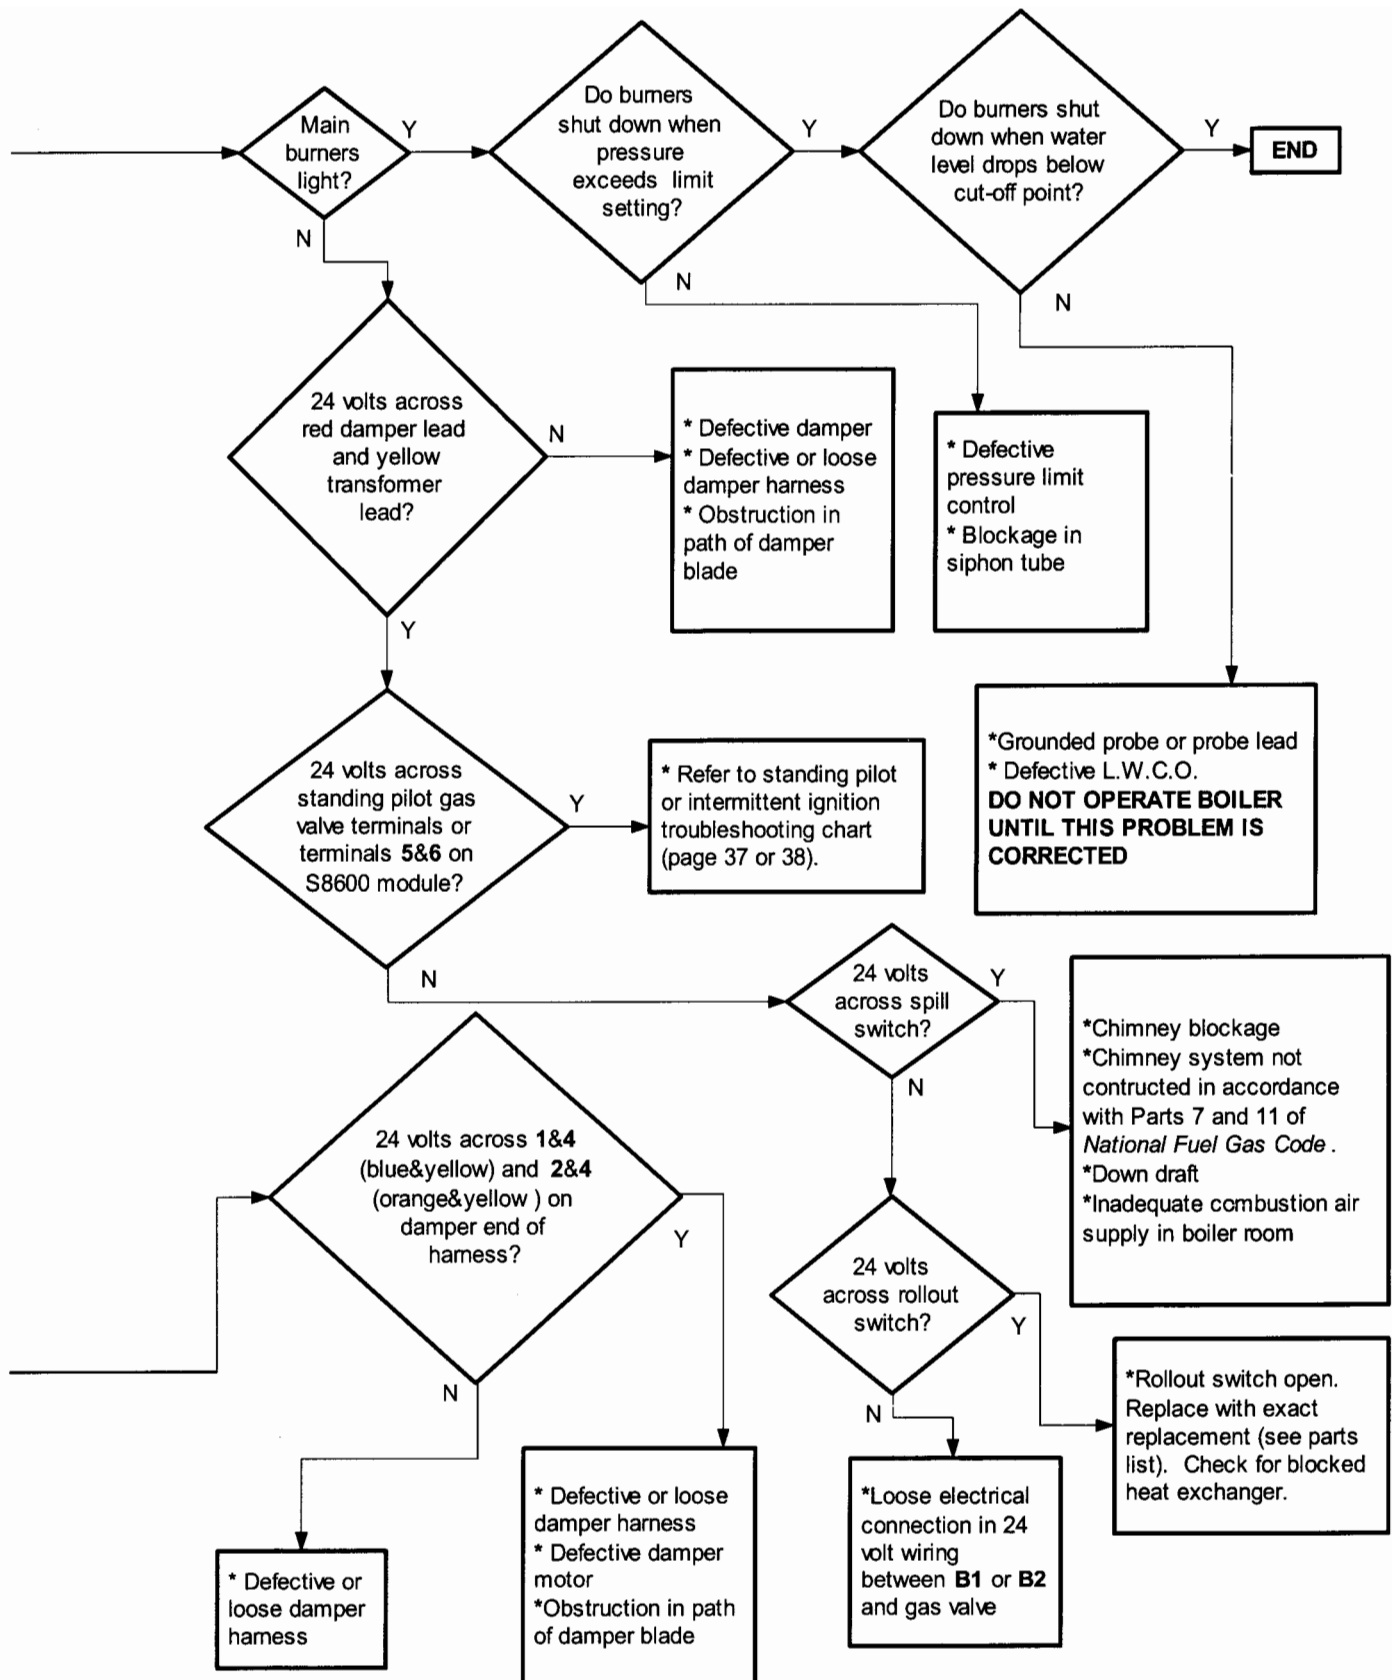 Main
burners
light?
Y
N
Do burners
shut down when
pressure
exceeds limit
setting?
Y
N
Do burners shut
down when water
level drops below
cut-off point?
Y
N
END
24 volts across
red damper lead
and yellow
transformer
lead?
N
Y
* Defective damper
* Defective or loose
damper harness
* Obstruction in
path of damper
blade
* Defective
pressure limit
control
* Blockage in
siphon tube
*Grounded probe or probe lead
* Defective L.W.C.O.
DO NOT OPERATE BOILER
UNTIL THIS PROBLEM IS
CORRECTED
24 volts across
standing pilot gas
valve terminals or
terminals 5&6 on
S8600 module?
Y
N
* Refer to standing pilot
or intermittent ignition
troubleshooting chart
(page 37 or 38).
24 volts
across spill
switch?
Y
N
*Chimney blockage
*Chimney system not
contructed in accordance
with Parts 7 and 11 of
National Fuel Gas Code .
*Down draft
*Inadequate combustion air
supply in boiler room
24 volts across 1&4
(blue&yellow) and 2&4
(orange&yellow ) on
damper end of
harness?
Y
N
24 volts
across rollout
switch?
Y
N
*Rollout switch open.
Replace with exact
replacement (see parts
list). Check for blocked
heat exchanger.
* Defective or
loose damper
harness
* Defective or loose
damper harness
* Defective damper
motor
*Obstruction in path
of damper blade
*Loose electrical
connection in 24
volt wiring
between B1 or B2
and gas valve